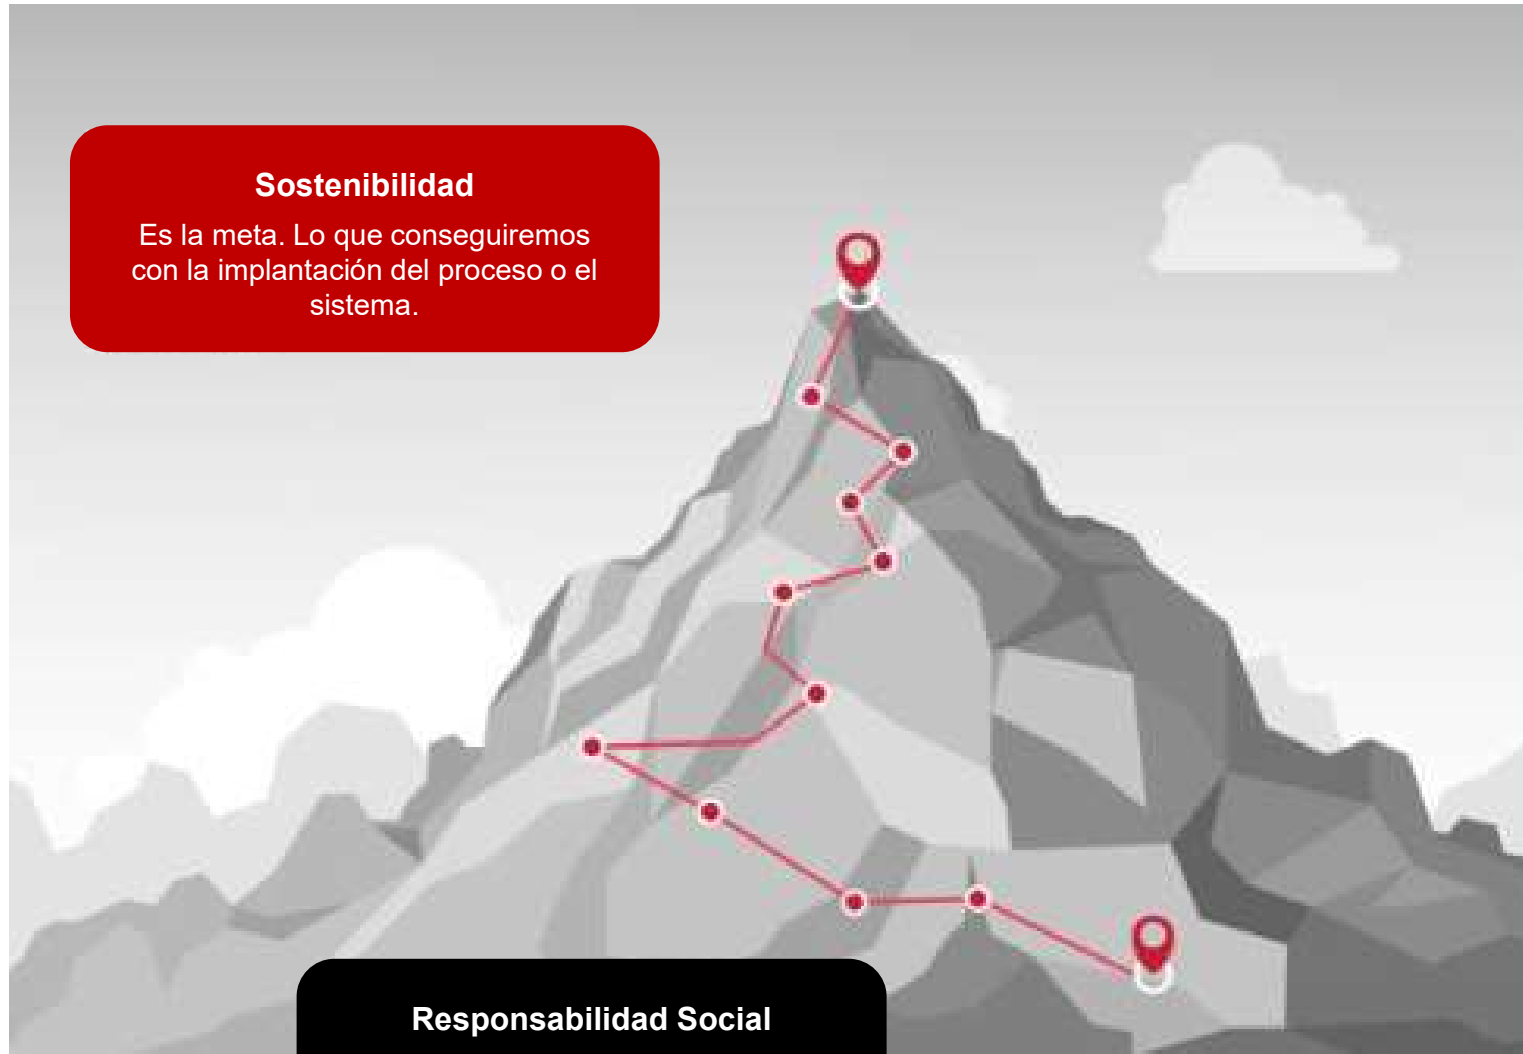 Sostenibilidad
Es la meta. Lo que conseguiremos
con la implantación del proceso o el
sistema.
Responsabilidad Social